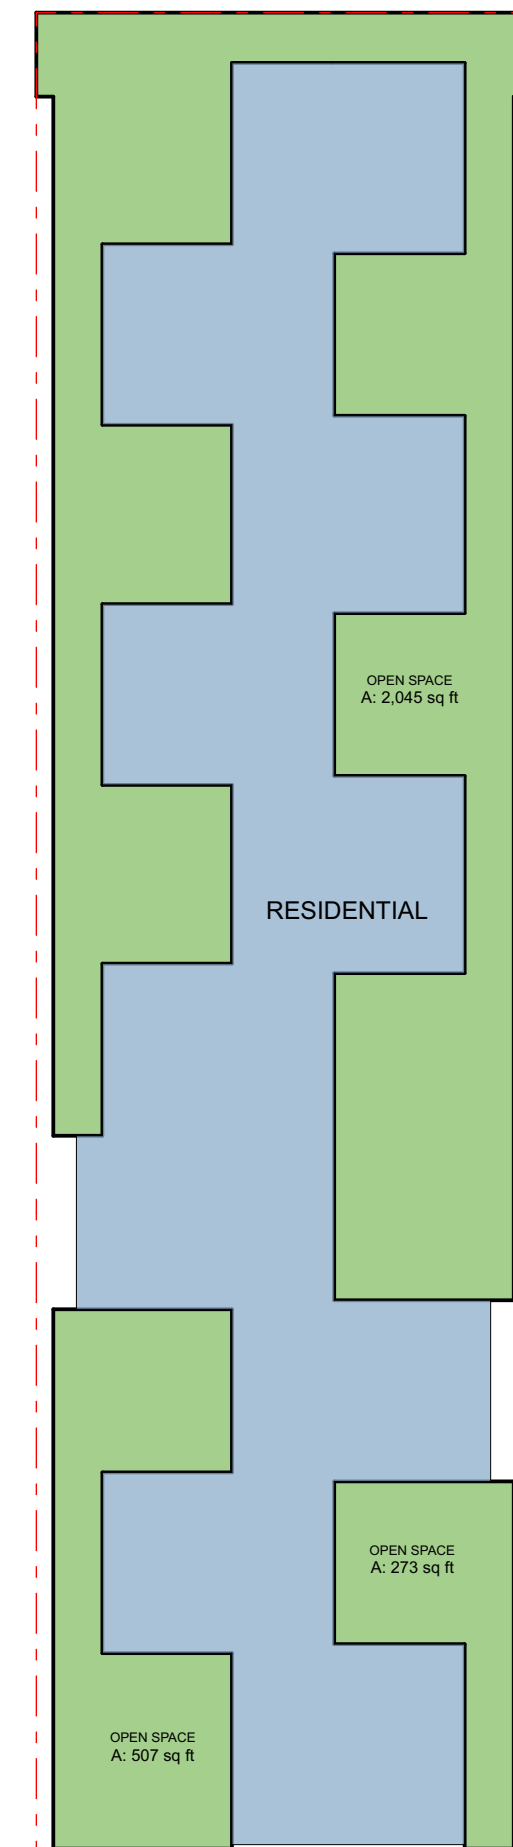 OPEN SPACE
A: 2,045 sq ft
RESIDENTIAL
OPEN SPACE
A: 273 sq ft
OPEN SPACE
A: 507 sq ft